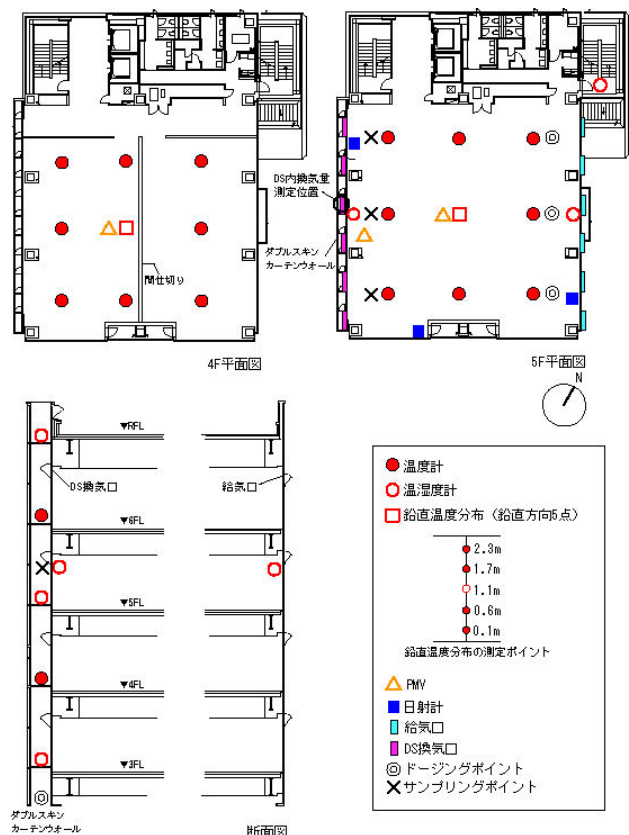 DS内換気量
測定位置
ダブルスキン
カーテンウォール
間仕切り
4F平面図
5F平面図
N
▼RFL
DS換気口
給気口
▼6FL
▼5FL
▼4FL
▼3FL
ダブルスキン
カーテンウォール
断面図
温度計
温湿度計
鉛直温度分布（鉛直方向5点）
2.3m
1.7m
1.1m
0.6m
0.1m
鉛直温度分布の測定ポイント
PMV
日射計
給気口
DS換気口
ドージングポイント
サンプリングポイント